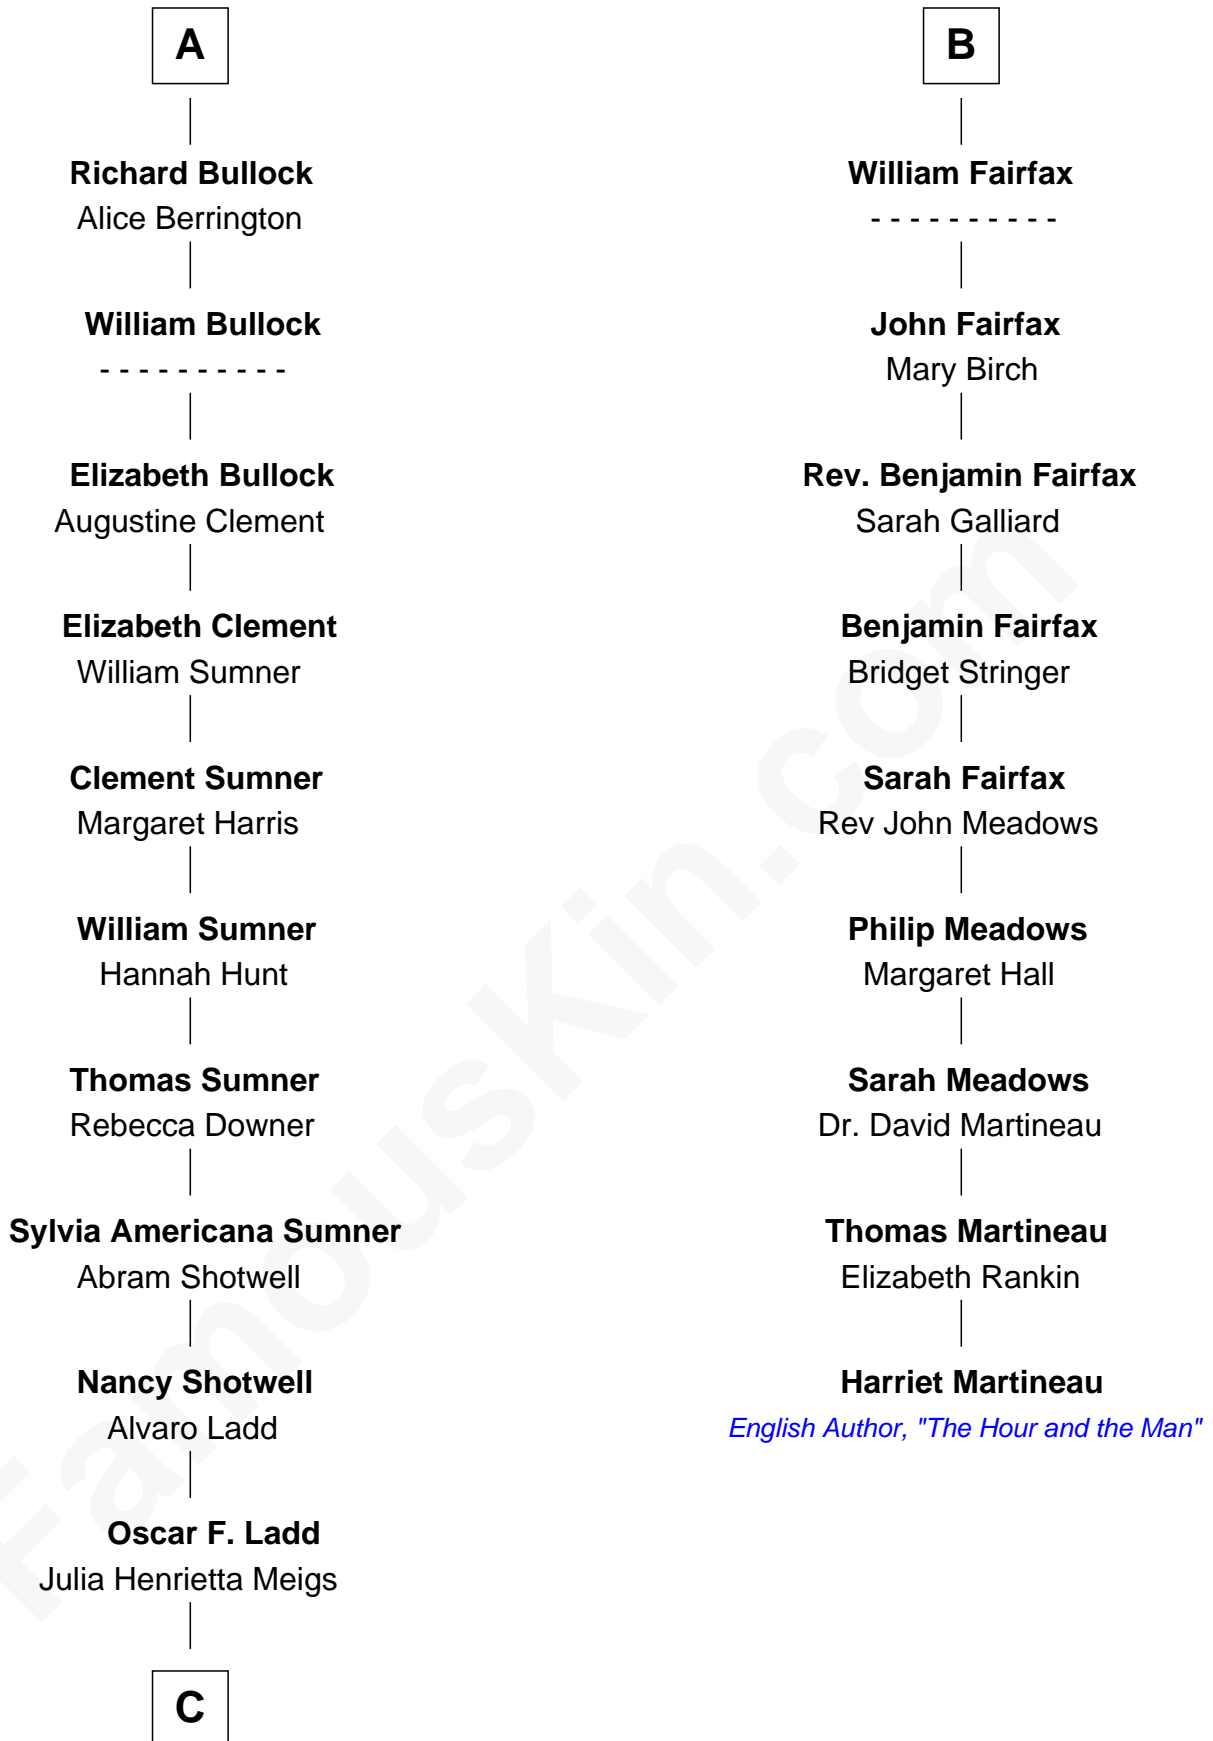 A
Richard Bullock
Alice Berrington
William Bullock
- - - - - - - - - -
Elizabeth Bullock
Augustine Clement
Elizabeth Clement
William Sumner
Clement Sumner
Margaret Harris
William Sumner
Hannah Hunt
Thomas Sumner
Rebecca Downer
Sylvia Americana Sumner
Abram Shotwell
Nancy Shotwell
Alvaro Ladd
Oscar F. Ladd
Julia Henrietta Meigs
C
B
William Fairfax
- - - - - - - - - -
John Fairfax
Mary Birch
Rev. Benjamin Fairfax
Sarah Galliard
Benjamin Fairfax
Bridget Stringer
Sarah Fairfax
Rev John Meadows
Philip Meadows
Margaret Hall
Sarah Meadows
Dr. David Martineau
Thomas Martineau
Elizabeth Rankin
Harriet Martineau
English Author, "The Hour and the Man"
FamousKin.com